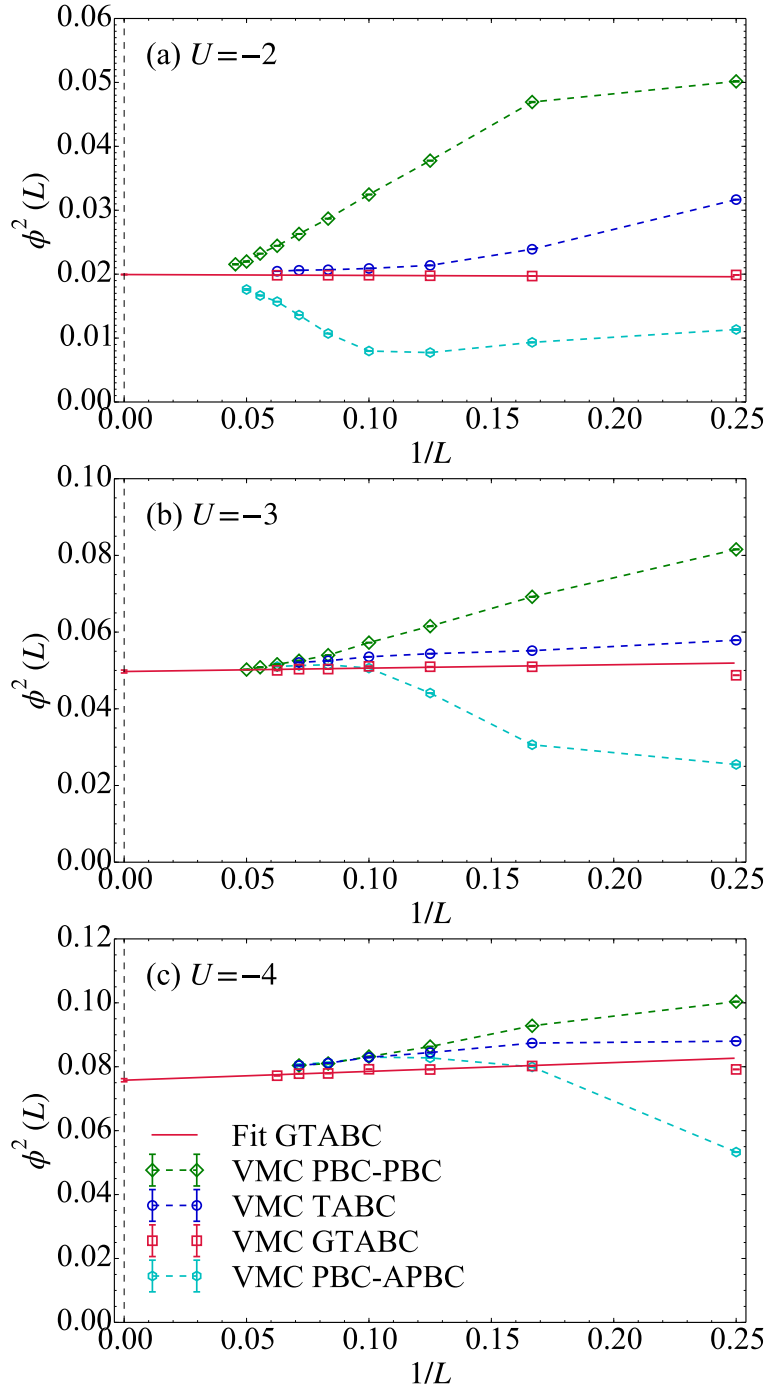 0.06
(a) U=−2
0.05
0.04
ϕ² (L)
0.03
0.02
0.01
0.00
0.00 0.05 0.10 0.15 0.20 0.25
1/L
0.10
(b) U=−3
0.08
0.06
ϕ² (L)
0.04
0.02
0.00
0.00 0.05 0.10 0.15 0.20 0.25
1/L
0.12
(c) U=−4
0.10
0.08
ϕ² (L)
0.06
0.04
0.02
0.00
Fit GTABC
VMC PBC-PBC
VMC TABC
VMC GTABC
VMC PBC-APBC
0.00 0.05 0.10 0.15 0.20 0.25
1/L